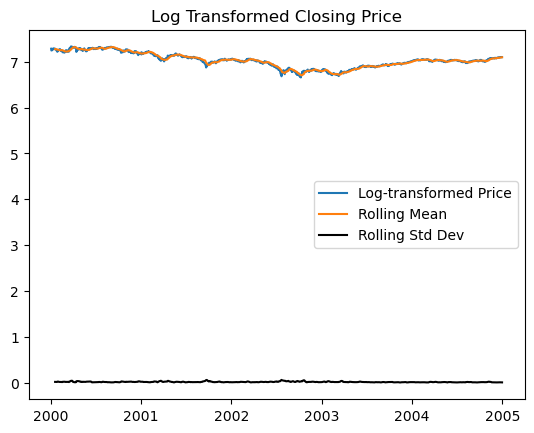 Log Transformed Closing Price
7
6
5
4
3
2
1
0
Log-transformed Price
Rolling Mean
Rolling Std Dev
2000 2001 2002 2003 2004 2005